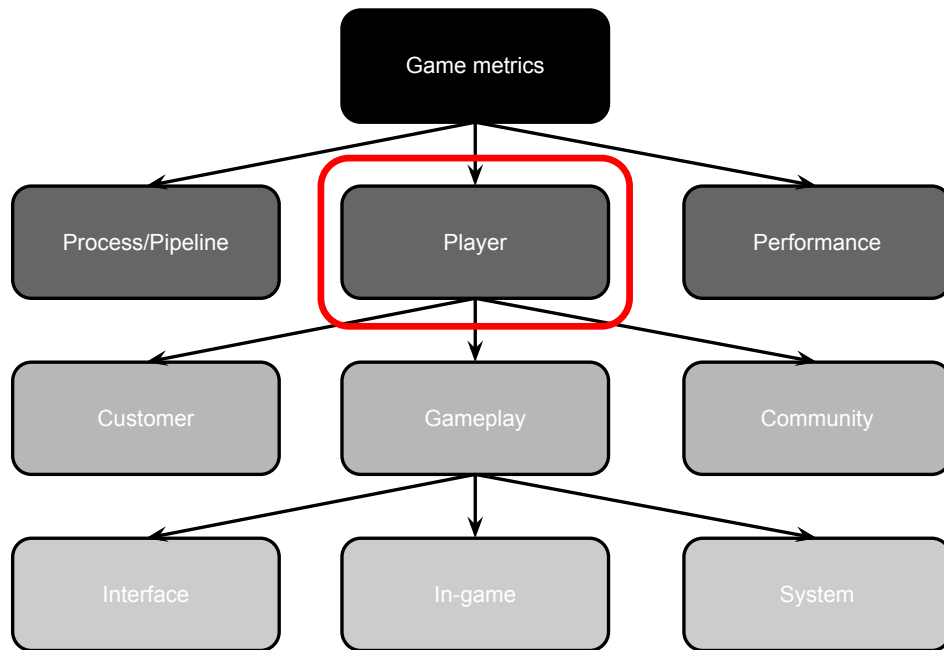 Game metrics
Process/Pipeline
Player
Performance
Customer
Gameplay
Community
Interface
In-game
System